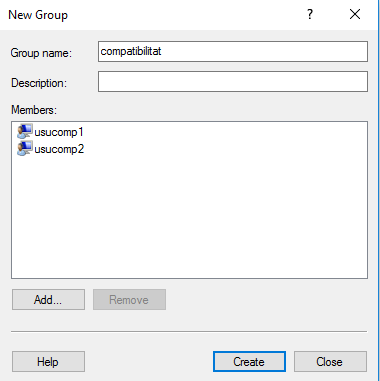 New Group
?
Group name: compatibilitat
Description:
Members:
usucomp1
usucomp2
Add... Remove
Help Create Close